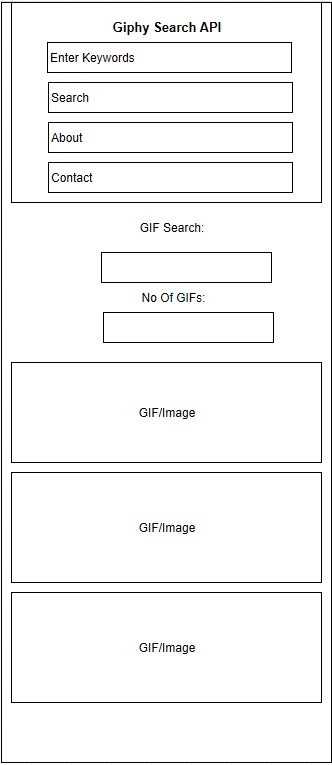 Giphy Search API
Enter Keywords
Search
About
Contact
GIF Search:
No Of GIFs:
GIF/Image
GIF/Image
GIF/Image